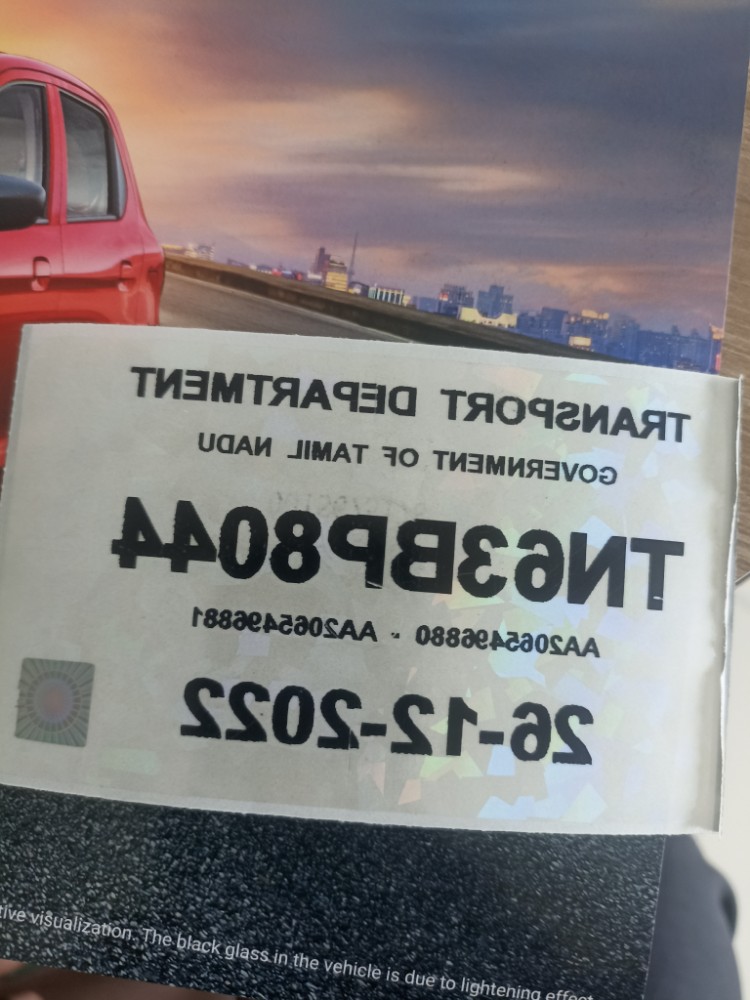 TRANSPORT DEPARTMENT
GOVERNMENT OF TAMIL NADU
TN63BP8044
AA2065496880 - AA2065496881
26-12-2022
tive visualization. The black glass in the vehicle is due to lightening effect